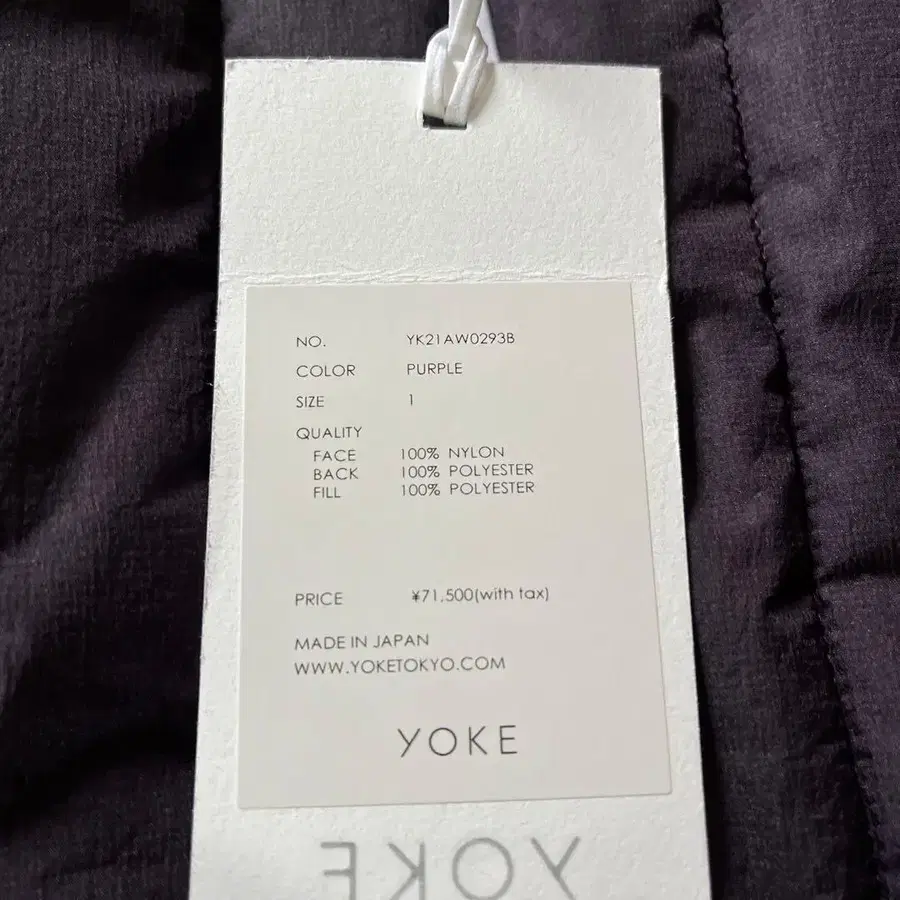 NO. YK21AW0293B
COLOR PURPLE
SIZE 1
QUALITY
FACE 100% NYLON
BACK 100% POLYESTER
FILL 100% POLYESTER
PRICE ¥71,500(with tax)
MADE IN JAPAN
WWW.YOKETOKYO.COM
YOKE
YOKE